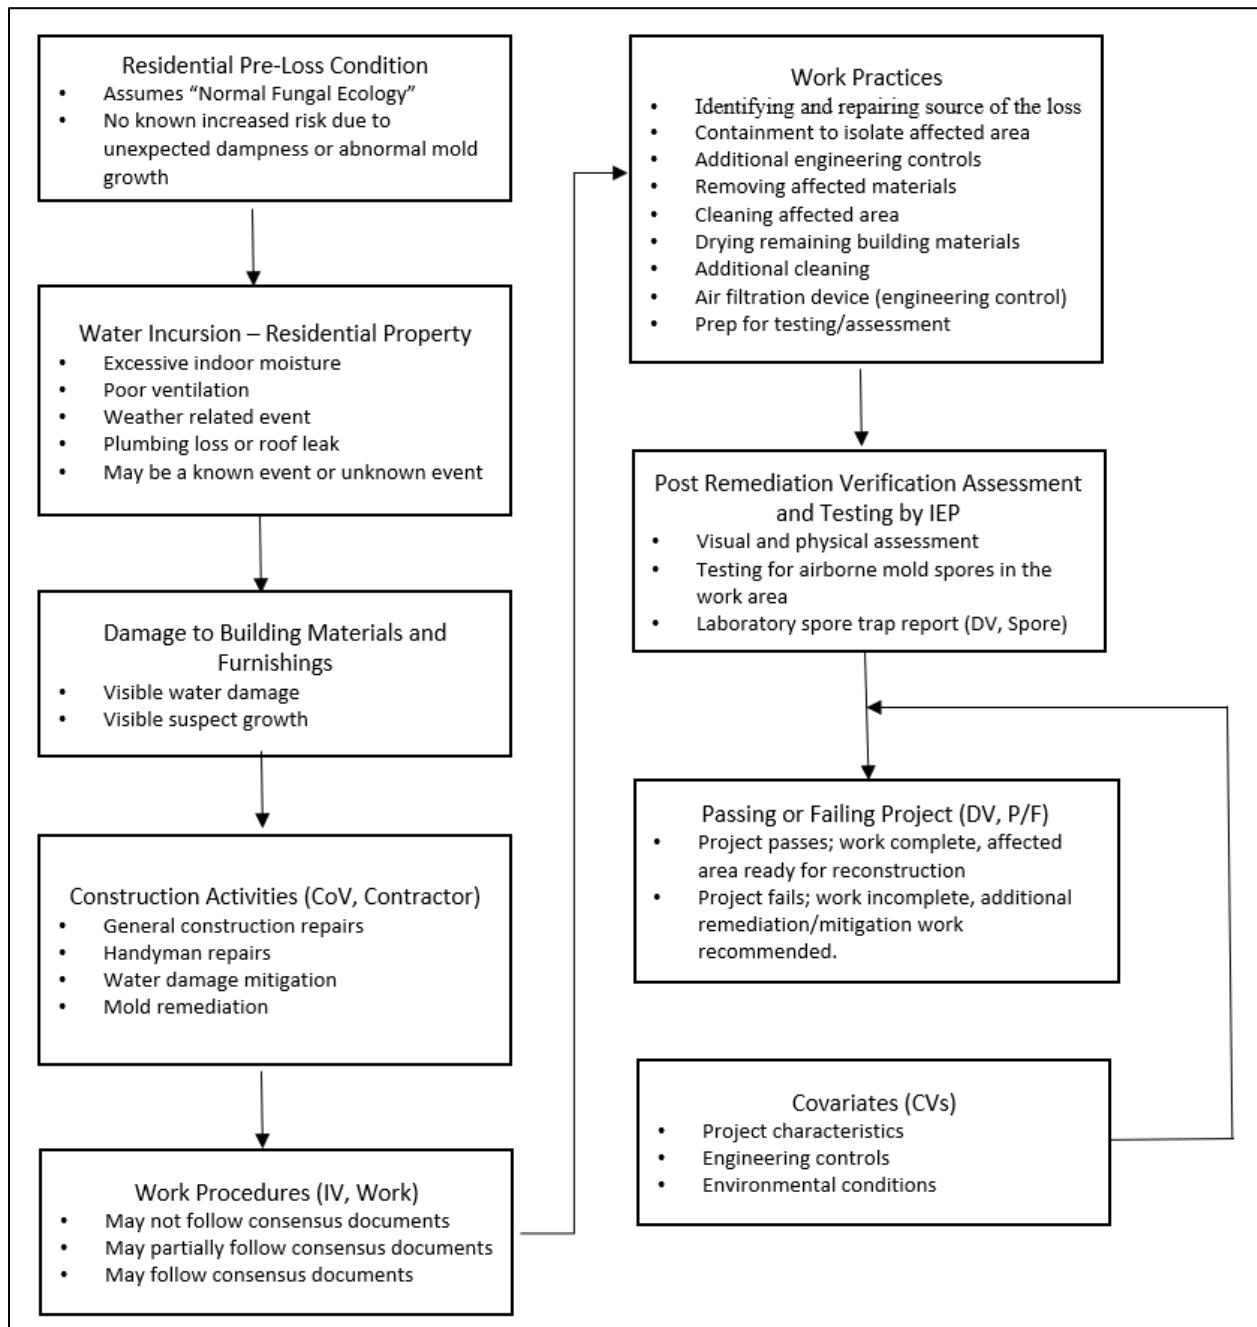 Residential Pre-Loss Condition
• Assumes “Normal Fungal Ecology”
• No known increased risk due to
unexpected dampness or abnormal mold
growth
Water Incursion – Residential Property
• Excessive indoor moisture
• Poor ventilation
• Weather related event
• Plumbing loss or roof leak
• May be a known event or unknown event
Damage to Building Materials and
Furnishings
• Visible water damage
• Visible suspect growth
Construction Activities (CoV, Contractor)
• General construction repairs
• Handyman repairs
• Water damage mitigation
• Mold remediation
Work Procedures (IV, Work)
• May not follow consensus documents
• May partially follow consensus documents
• May follow consensus documents
Work Practices
• Identifying and repairing source of the loss
• Containment to isolate affected area
• Additional engineering controls
• Removing affected materials
• Cleaning affected area
• Drying remaining building materials
• Additional cleaning
• Air filtration device (engineering control)
• Prep for testing/assessment
Post Remediation Verification Assessment
and Testing by IEP
• Visual and physical assessment
• Testing for airborne mold spores in the
work area
• Laboratory spore trap report (DV, Spore)
Passing or Failing Project (DV, P/F)
• Project passes; work complete, affected
area ready for reconstruction
• Project fails; work incomplete, additional
remediation/mitigation work
recommended.
Covariates (CVs)
• Project characteristics
• Engineering controls
• Environmental conditions